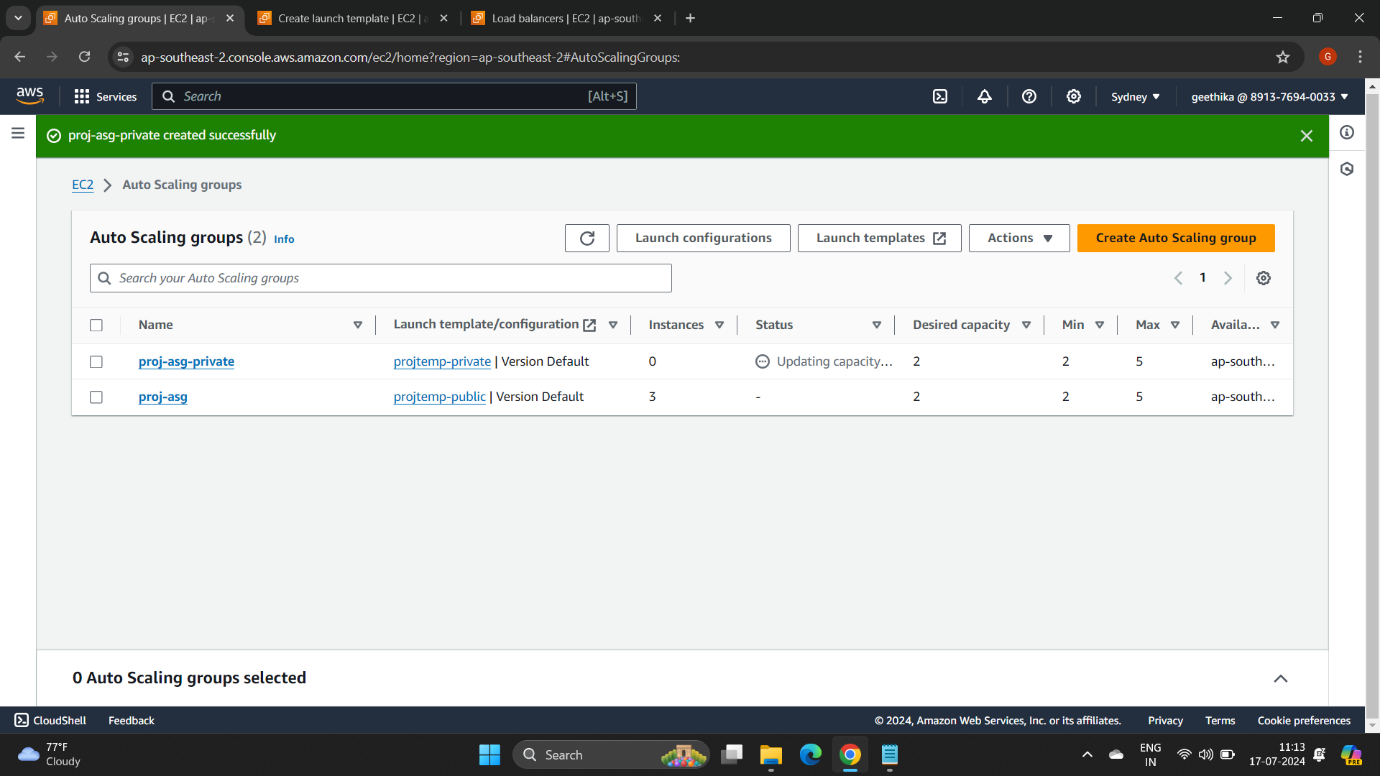 Auto Scaling groups | EC2 | ap-s
Create launch template | EC2 | a
Load balancers | EC2 | ap-south
ap-southeast-2.console.aws.amazon.com/ec2/home?region=ap-southeast-2#AutoScalingGroups:
G
aws
Services
Search
[Alt+S]
Sydney
geethika @ 8913-7694-0033
proj-asg-private created successfully
EC2
Auto Scaling groups
Auto Scaling groups (2) Info
Launch configurations
Launch templates
Actions
Create Auto Scaling group
Search your Auto Scaling groups
1
Name Launch template/configuration Instances Status Desired capacity Min Max Availa...
proj-asg-private projtemp-private | Version Default 0 Updating capacity... 2 2 5 ap-south...
proj-asg projtemp-public | Version Default 3 - 2 2 5 ap-south...
0 Auto Scaling groups selected
CloudShell Feedback © 2024, Amazon Web Services, Inc. or its affiliates. Privacy Terms Cookie preferences
77°F
Cloudy
Search
ENG
IN
11:13
17-07-2024
PRE